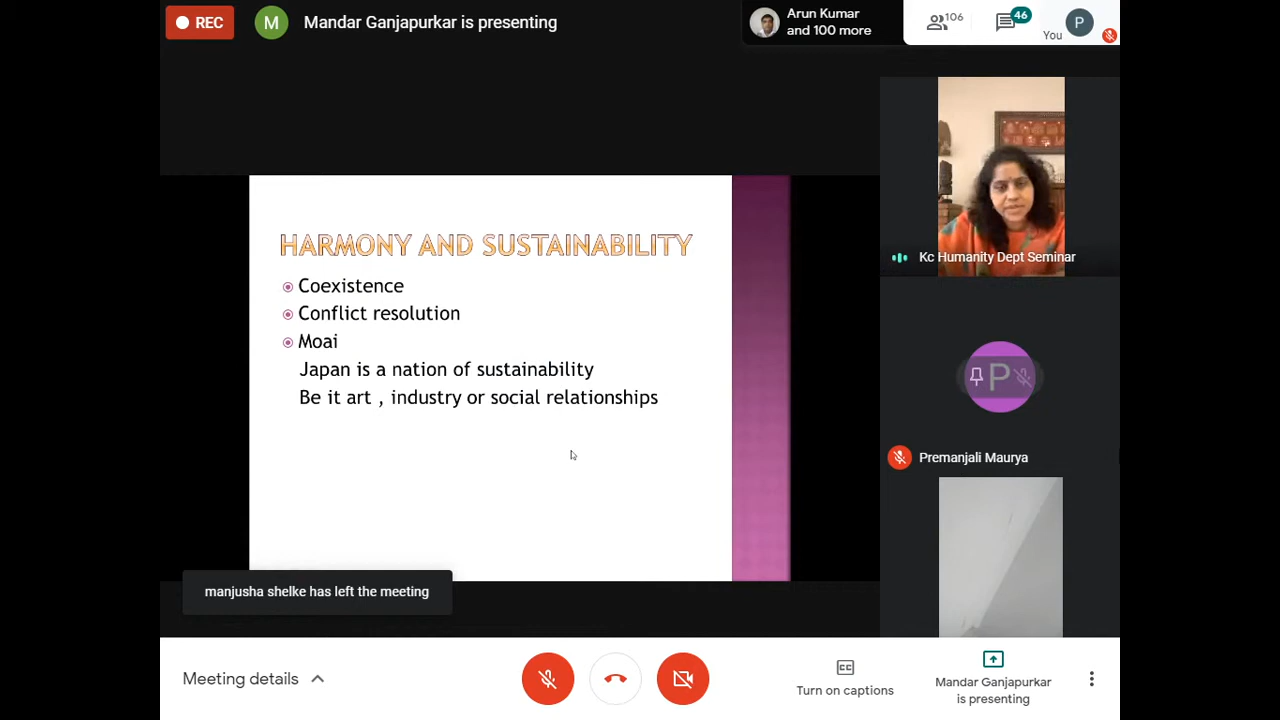 REC
M
Mandar Ganjapurkar is presenting
Arun Kumar
and 100 more
106
46
You
P
HARMONY AND SUSTAINABILITY
Coexistence
Conflict resolution
Moai
Japan is a nation of sustainability
Be it art , industry or social relationships
Kc Humanity Dept Seminar
P
Premanjali Maurya
manjusha shelke has left the meeting
Meeting details
CC
Turn on captions
Mandar Ganjapurkar
is presenting